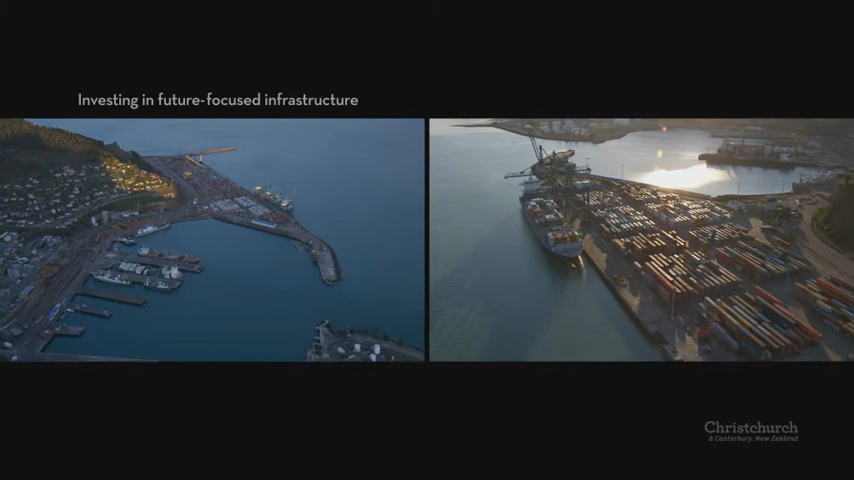 Investing in future-focused infrastructure
Christchurch
& Canterbury, New Zealand